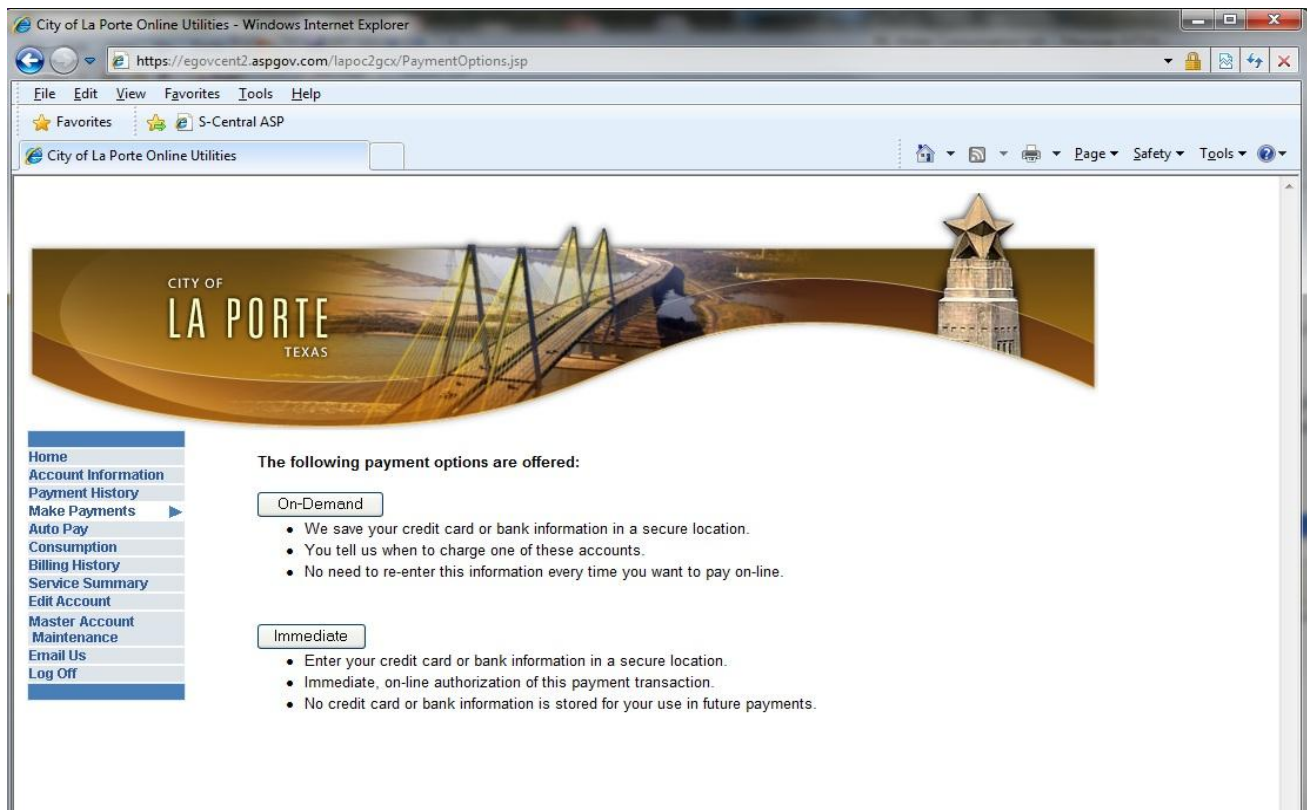 City of La Porte Online Utilities - Windows Internet Explorer
https://egovcent2.aspgov.com/lapoc2gcx/PaymentOptions.jsp
File Edit View Favorites Tools Help
Favorites S-Central ASP
City of La Porte Online Utilities Page Safety Tools
CITY OF
LA PORTE
TEXAS
Home
Account Information
Payment History
Make Payments
Auto Pay
Consumption
Billing History
Service Summary
Edit Account
Master Account
Maintenance
Email Us
Log Off
The following payment options are offered:
On-Demand
• We save your credit card or bank information in a secure location.
• You tell us when to charge one of these accounts.
• No need to re-enter this information every time you want to pay on-line.
Immediate
• Enter your credit card or bank information in a secure location.
• Immediate, on-line authorization of this payment transaction.
• No credit card or bank information is stored for your use in future payments.